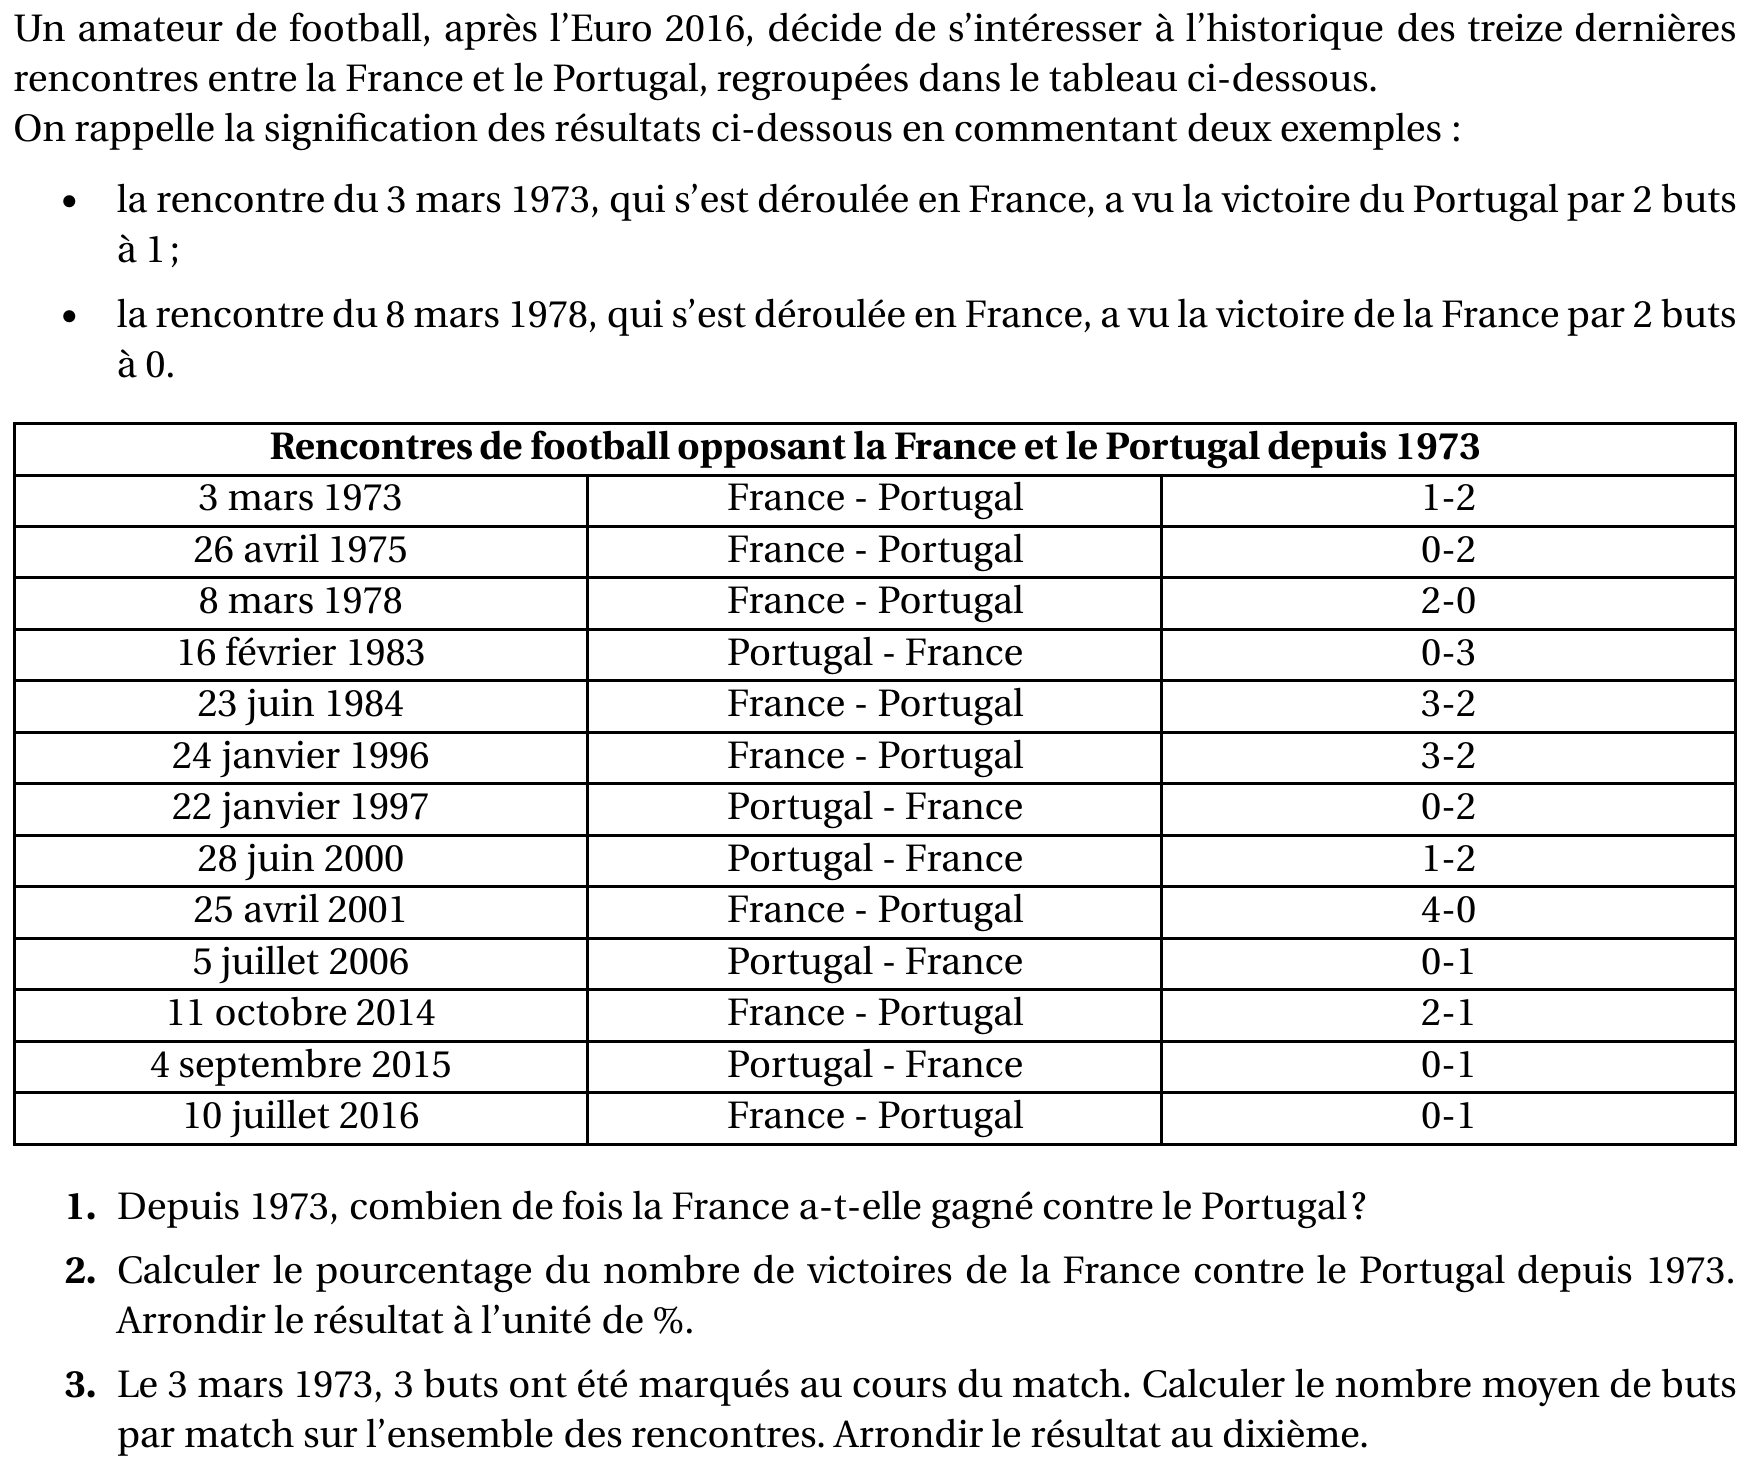 Un amateur de football, après l'Euro 2016, décide de s'intéresser à l'historique des treize dernières
rencontres entre la France et le Portugal, regroupées dans le tableau ci-dessous.
On rappelle la signification des résultats ci-dessous en commentant deux exemples :
• la rencontre du 3 mars 1973, qui s'est déroulée en France, a vu la victoire du Portugal par 2 buts
à 1 ;
• la rencontre du 8 mars 1978, qui s'est déroulée en France, a vu la victoire de la France par 2 buts
à 0.
Rencontres de football opposant la France et le Portugal depuis 1973
3 mars 1973 France - Portugal 1-2
26 avril 1975 France - Portugal 0-2
8 mars 1978 France - Portugal 2-0
16 février 1983 Portugal - France 0-3
23 juin 1984 France - Portugal 3-2
24 janvier 1996 France - Portugal 3-2
22 janvier 1997 Portugal - France 0-2
28 juin 2000 Portugal - France 1-2
25 avril 2001 France - Portugal 4-0
5 juillet 2006 Portugal - France 0-1
11 octobre 2014 France - Portugal 2-1
4 septembre 2015 Portugal - France 0-1
10 juillet 2016 France - Portugal 0-1
1. Depuis 1973, combien de fois la France a-t-elle gagné contre le Portugal ?
2. Calculer le pourcentage du nombre de victoires de la France contre le Portugal depuis 1973.
Arrondir le résultat à l'unité de %.
3. Le 3 mars 1973, 3 buts ont été marqués au cours du match. Calculer le nombre moyen de buts
par match sur l'ensemble des rencontres. Arrondir le résultat au dixième.